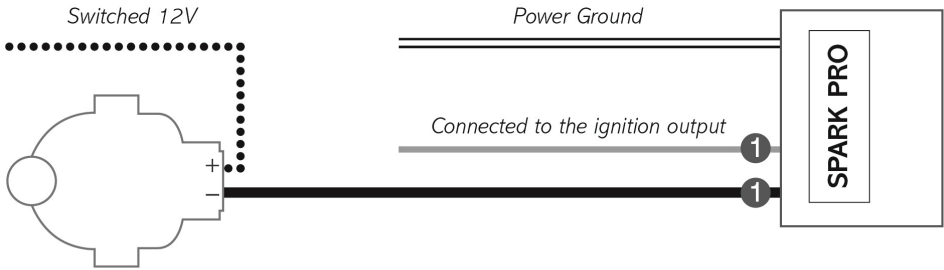 Switched 12V
Power Ground
Connected to the ignition output
1
1
+
–
SPARK PRO